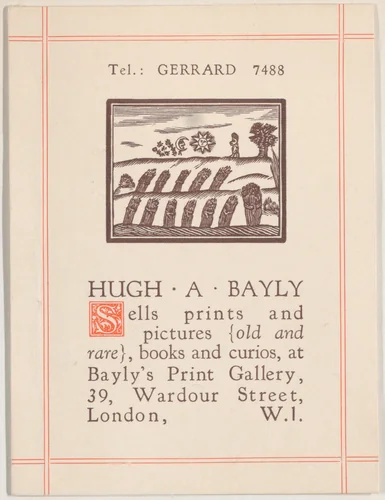 Tel.: GERRARD 7488
HUGH · A · BAYLY
Sells prints and
pictures {old and
rare}, books and curios, at
Bayly's Print Gallery,
39, Wardour Street,
London, W.1.